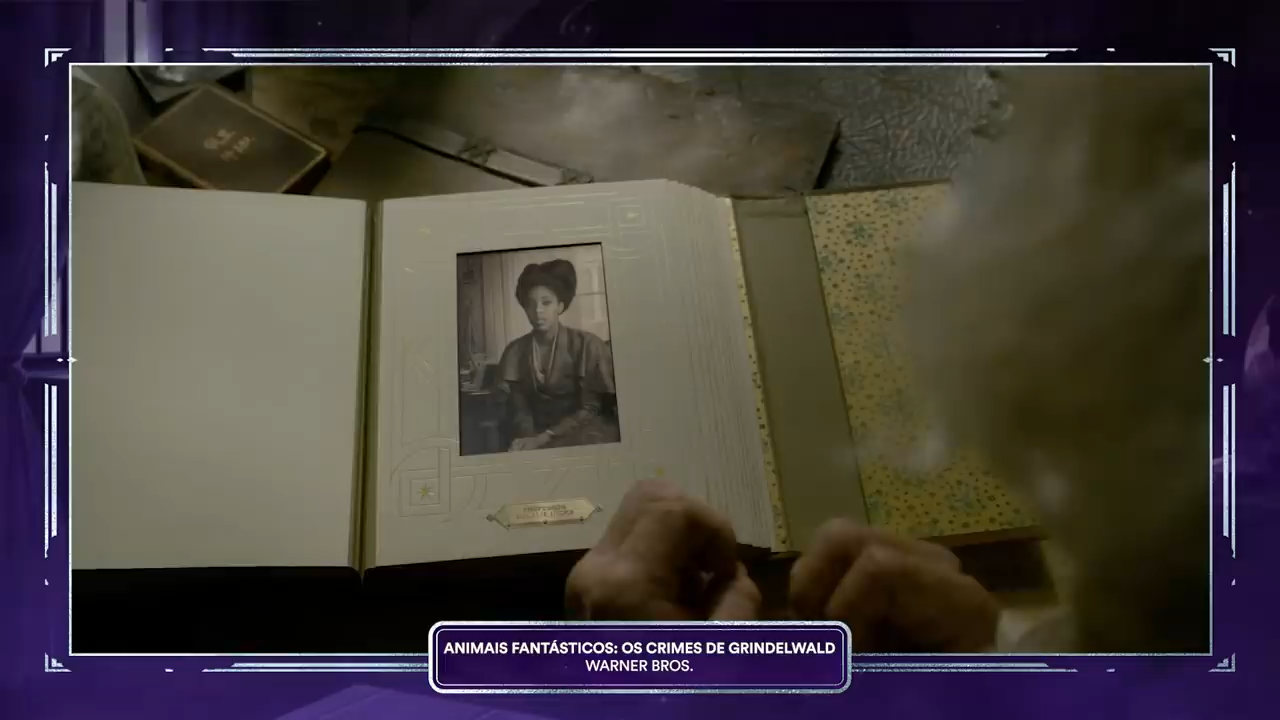 ANIMAIS FANTÁSTICOS: OS CRIMES DE GRINDELWALD
WARNER BROS.